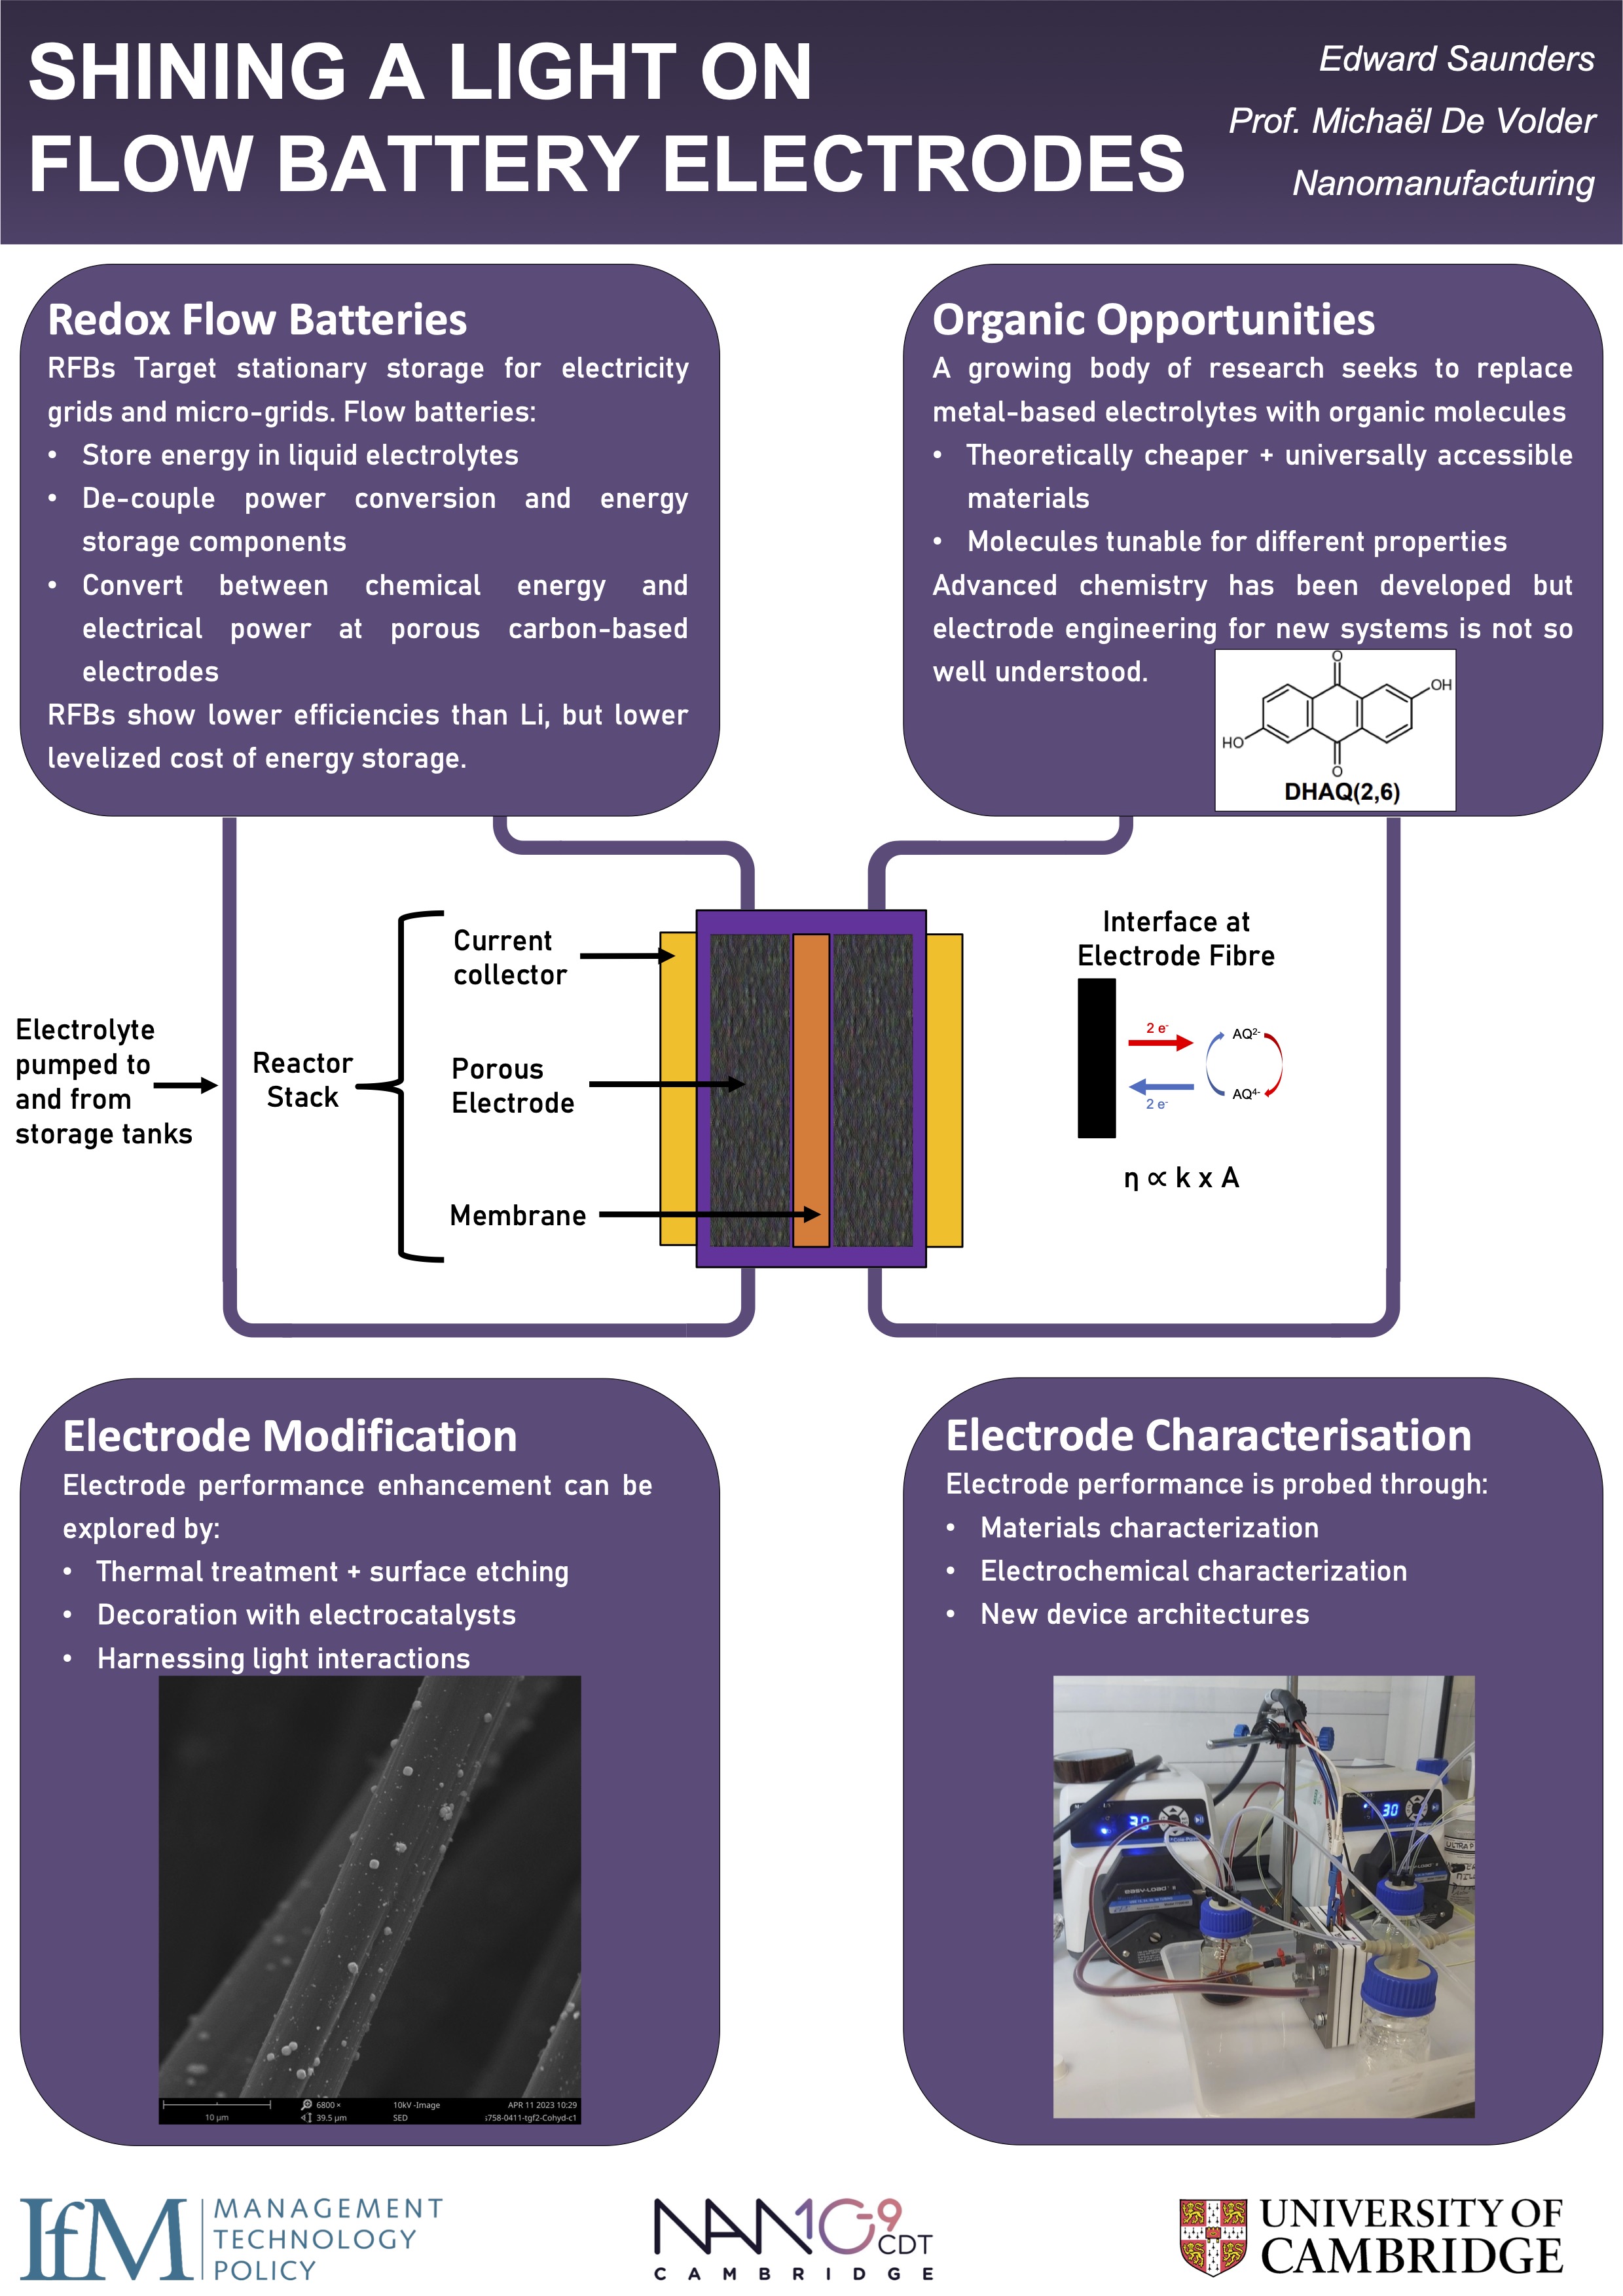 SHINING A LIGHT ON
FLOW BATTERY ELECTRODES
Edward Saunders
Prof. Michaël De Volder
Nanomanufacturing
Redox Flow Batteries
RFBs Target stationary storage for electricity
grids and micro-grids. Flow batteries:
• Store energy in liquid electrolytes
• De-couple power conversion and energy
storage components
• Convert between chemical energy and
electrical power at porous carbon-based
electrodes
RFBs show lower efficiencies than Li, but lower
levelized cost of energy storage.
Organic Opportunities
A growing body of research seeks to replace
metal-based electrolytes with organic molecules
• Theoretically cheaper + universally accessible
materials
• Molecules tunable for different properties
Advanced chemistry has been developed but
electrode engineering for new systems is not so
well understood.
O
OH
HO
O
DHAQ(2,6)
Electrolyte
pumped to
and from
storage tanks
Reactor
Stack
Current
collector
Porous
Electrode
Membrane
Interface at
Electrode Fibre
2 e⁻
AQ²⁻
AQ⁴⁻
2 e⁻
η ∝ k x A
Electrode Modification
Electrode performance enhancement can be
explored by:
• Thermal treatment + surface etching
• Decoration with electrocatalysts
• Harnessing light interactions
10 µm
6800 ×
39.5 µm
10kV -Image
SED
APR 11 2023 10:29
s758-0411-tgf2-Cohyd-c1
Electrode Characterisation
Electrode performance is probed through:
• Materials characterization
• Electrochemical characterization
• New device architectures
30
30
EASY-LOAD II
ULTRA P
IfM
MANAGEMENT
TECHNOLOGY
POLICY
NAN10-9
CDT
CAMBRIDGE
UNIVERSITY OF
CAMBRIDGE